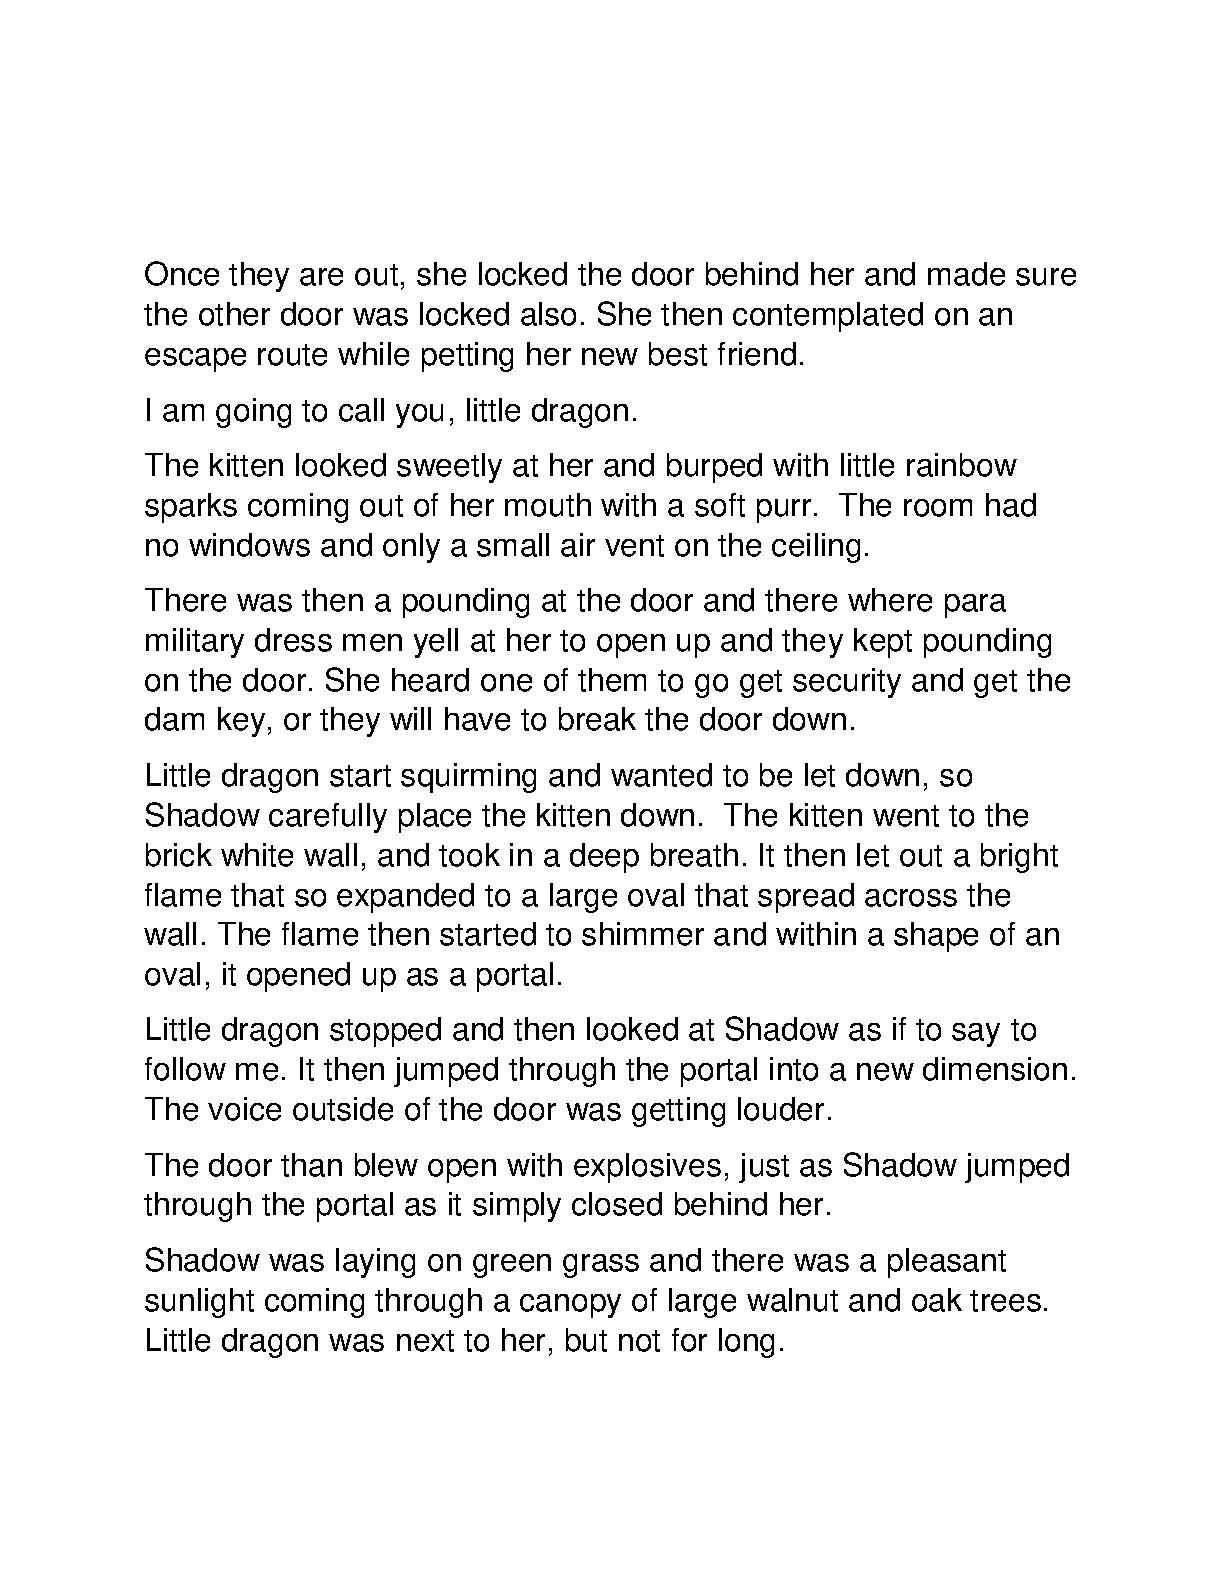 Once they are out, she locked the door behind her and made sure
the other door was locked also. She then contemplated on an
escape route while petting her new best friend.
I am going to call you, little dragon.
The kitten looked sweetly at her and burped with little rainbow
sparks coming out of her mouth with a soft purr.  The room had
no windows and only a small air vent on the ceiling.
There was then a pounding at the door and there where para
military dress men yell at her to open up and they kept pounding
on the door. She heard one of them to go get security and get the
dam key, or they will have to break the door down.
Little dragon start squirming and wanted to be let down, so
Shadow carefully place the kitten down.  The kitten went to the
brick white wall, and took in a deep breath. It then let out a bright
flame that so expanded to a large oval that spread across the
wall. The flame then started to shimmer and within a shape of an
oval, it opened up as a portal.
Little dragon stopped and then looked at Shadow as if to say to
follow me. It then jumped through the portal into a new dimension.
The voice outside of the door was getting louder.
The door than blew open with explosives, just as Shadow jumped
through the portal as it simply closed behind her.
Shadow was laying on green grass and there was a pleasant
sunlight coming through a canopy of large walnut and oak trees.
Little dragon was next to her, but not for long.